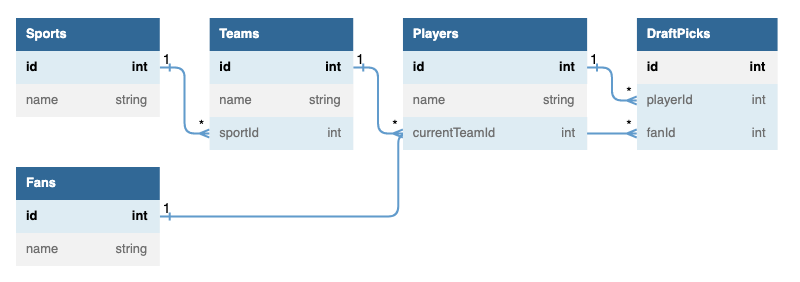 Sports
id int
name string
1
*
Teams
id int
name string
sportId int
1
*
Players
id int
name string
currentTeamId int
1
*
*
DraftPicks
id int
playerId int
fanId int
Fans
id int
name string
1